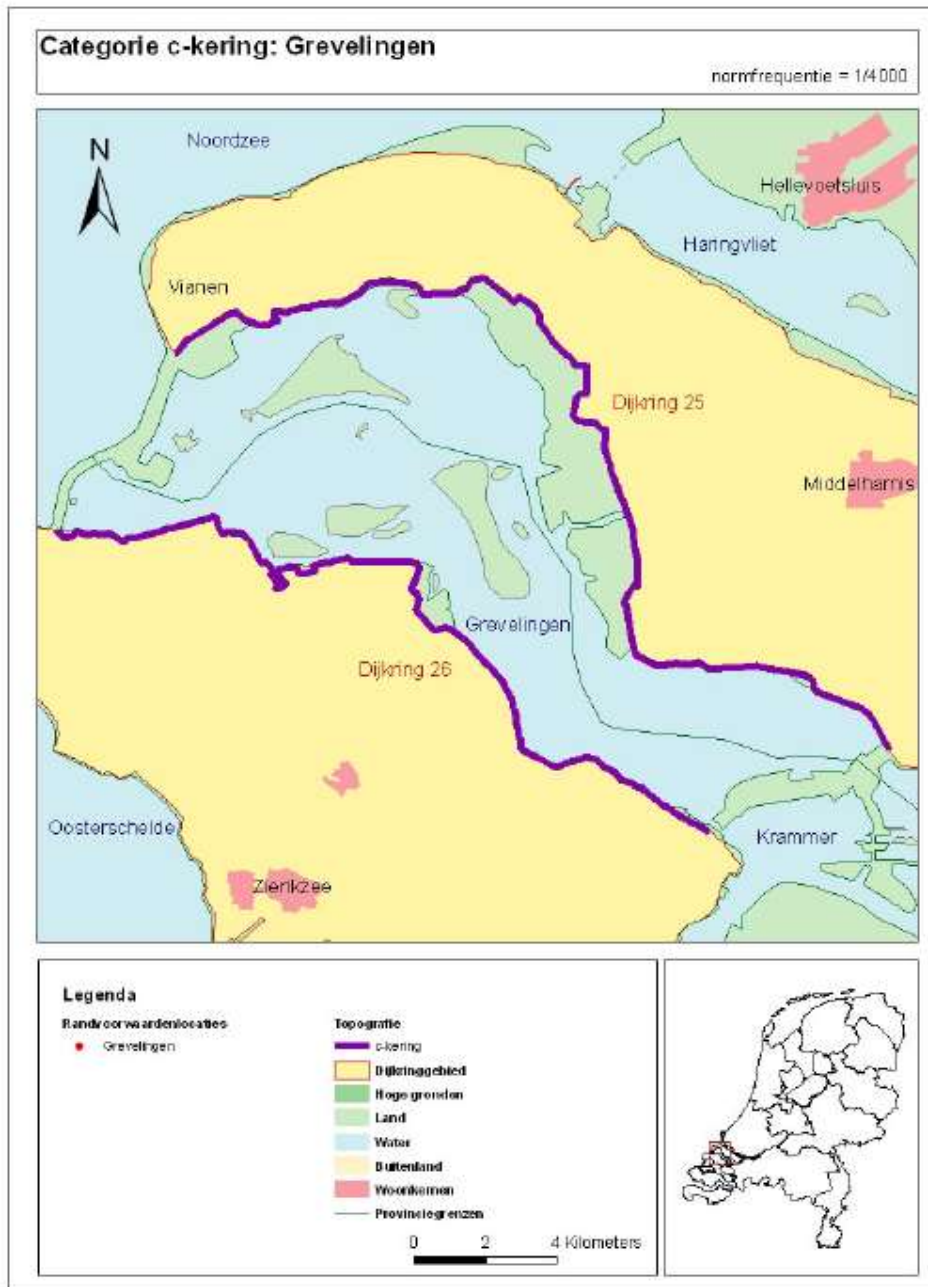 Categorie c-kering: Grevelingen
normfrequentie = 1/4000
N
Noordzee
Hellevoetsluis
Haringvliet
Vianen
Dijkring 25
Middelharnis
Grevelingen
Dijkring 26
Oosterschelde
Krammer
Zierikzee
Legenda
Randvoorwaardenlocaties
Grevelingen
Topografie
c-kering
Dijkringgebied
Hoge gronden
Land
Water
Buitenland
Woonkernen
Provinciegrenzen
0 2 4 Kilometers